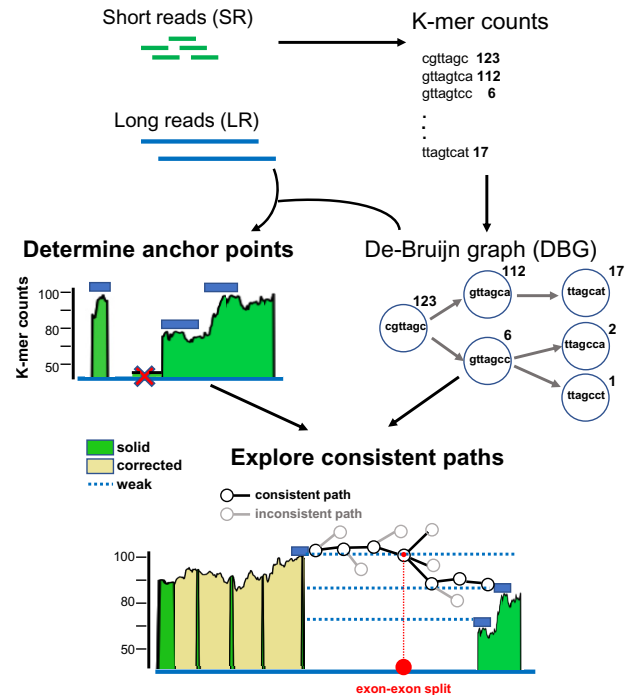 Short reads (SR)
K-mer counts
cgttagc 123
gttagtca 112
gttagtcc 6
.
.
.
ttagtcat 17
Long reads (LR)
Determine anchor points
De-Bruijn graph (DBG)
K-mer counts
100
80
50
123
cgttagc
112
gttagca
17
ttagcat
6
gttagcc
2
ttagcca
1
ttagcct
Explore consistent paths
solid
corrected
weak
consistent path
inconsistent path
100
80
50
exon-exon split